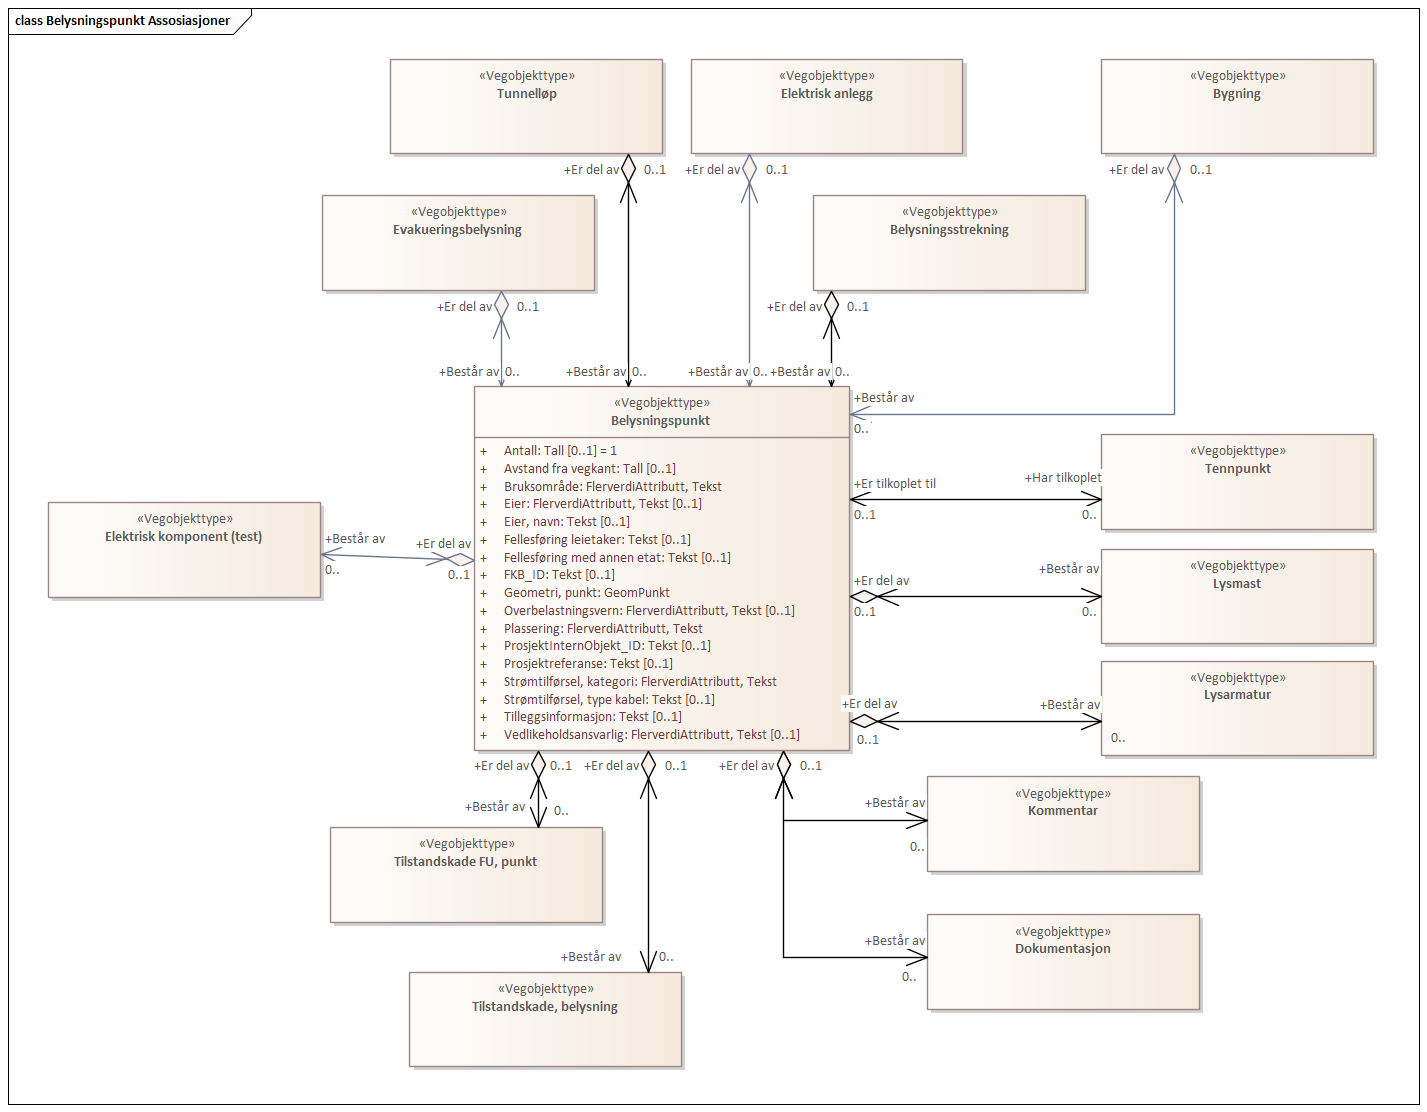 class Belysningspunkt Assosiasjoner
«Vegobjekttype»
Tunnelløp
«Vegobjekttype»
Elektrisk anlegg
«Vegobjekttype»
Bygning
+Er del av
0..1
+Er del av
0..1
+Er del av
0..1
«Vegobjekttype»
Evakueringsbelysning
«Vegobjekttype»
Belysningsstrekning
+Er del av
0..1
+Er del av
0..1
+Består av
0..
+Består av
0..
+Består av
0..
+Består av
0..
+Består av
0..
«Vegobjekttype»
Belysningspunkt
+ Antall: Tall [0..1] = 1
+ Avstand fra vegkant: Tall [0..1]
+ Bruksområde: FlerverdiAttributt, Tekst
+ Eier: FlerverdiAttributt, Tekst [0..1]
+ Eier, navn: Tekst [0..1]
+ Fellesføring leietaker: Tekst [0..1]
+ Fellesføring med annen etat: Tekst [0..1]
+ FKB_ID: Tekst [0..1]
+ Geometri, punkt: GeomPunkt
+ Overbelastningsvern: FlerverdiAttributt, Tekst [0..1]
+ Plassering: FlerverdiAttributt, Tekst
+ ProsjektInternObjekt_ID: Tekst [0..1]
+ Prosjektreferanse: Tekst [0..1]
+ Strømtilførsel, kategori: FlerverdiAttributt, Tekst
+ Strømtilførsel, type kabel: Tekst [0..1]
+ Tilleggsinformasjon: Tekst [0..1]
+ Vedlikeholdsansvarlig: FlerverdiAttributt, Tekst [0..1]
«Vegobjekttype»
Tennpunkt
+Er tilkoplet til
0..1
+Har tilkoplet
0..
«Vegobjekttype»
Elektrisk komponent (test)
+Består av
0..
+Er del av
0..1
«Vegobjekttype»
Lysmast
+Er del av
0..1
+Består av
0..
«Vegobjekttype»
Lysarmatur
+Er del av
0..1
+Består av
0..
+Er del av
0..1
+Er del av
0..1
+Er del av
0..1
+Består av
0..
«Vegobjekttype»
Tilstandskade FU, punkt
+Består av
0..
«Vegobjekttype»
Kommentar
+Består av
0..
«Vegobjekttype»
Dokumentasjon
+Består av
0..
«Vegobjekttype»
Tilstandskade, belysning